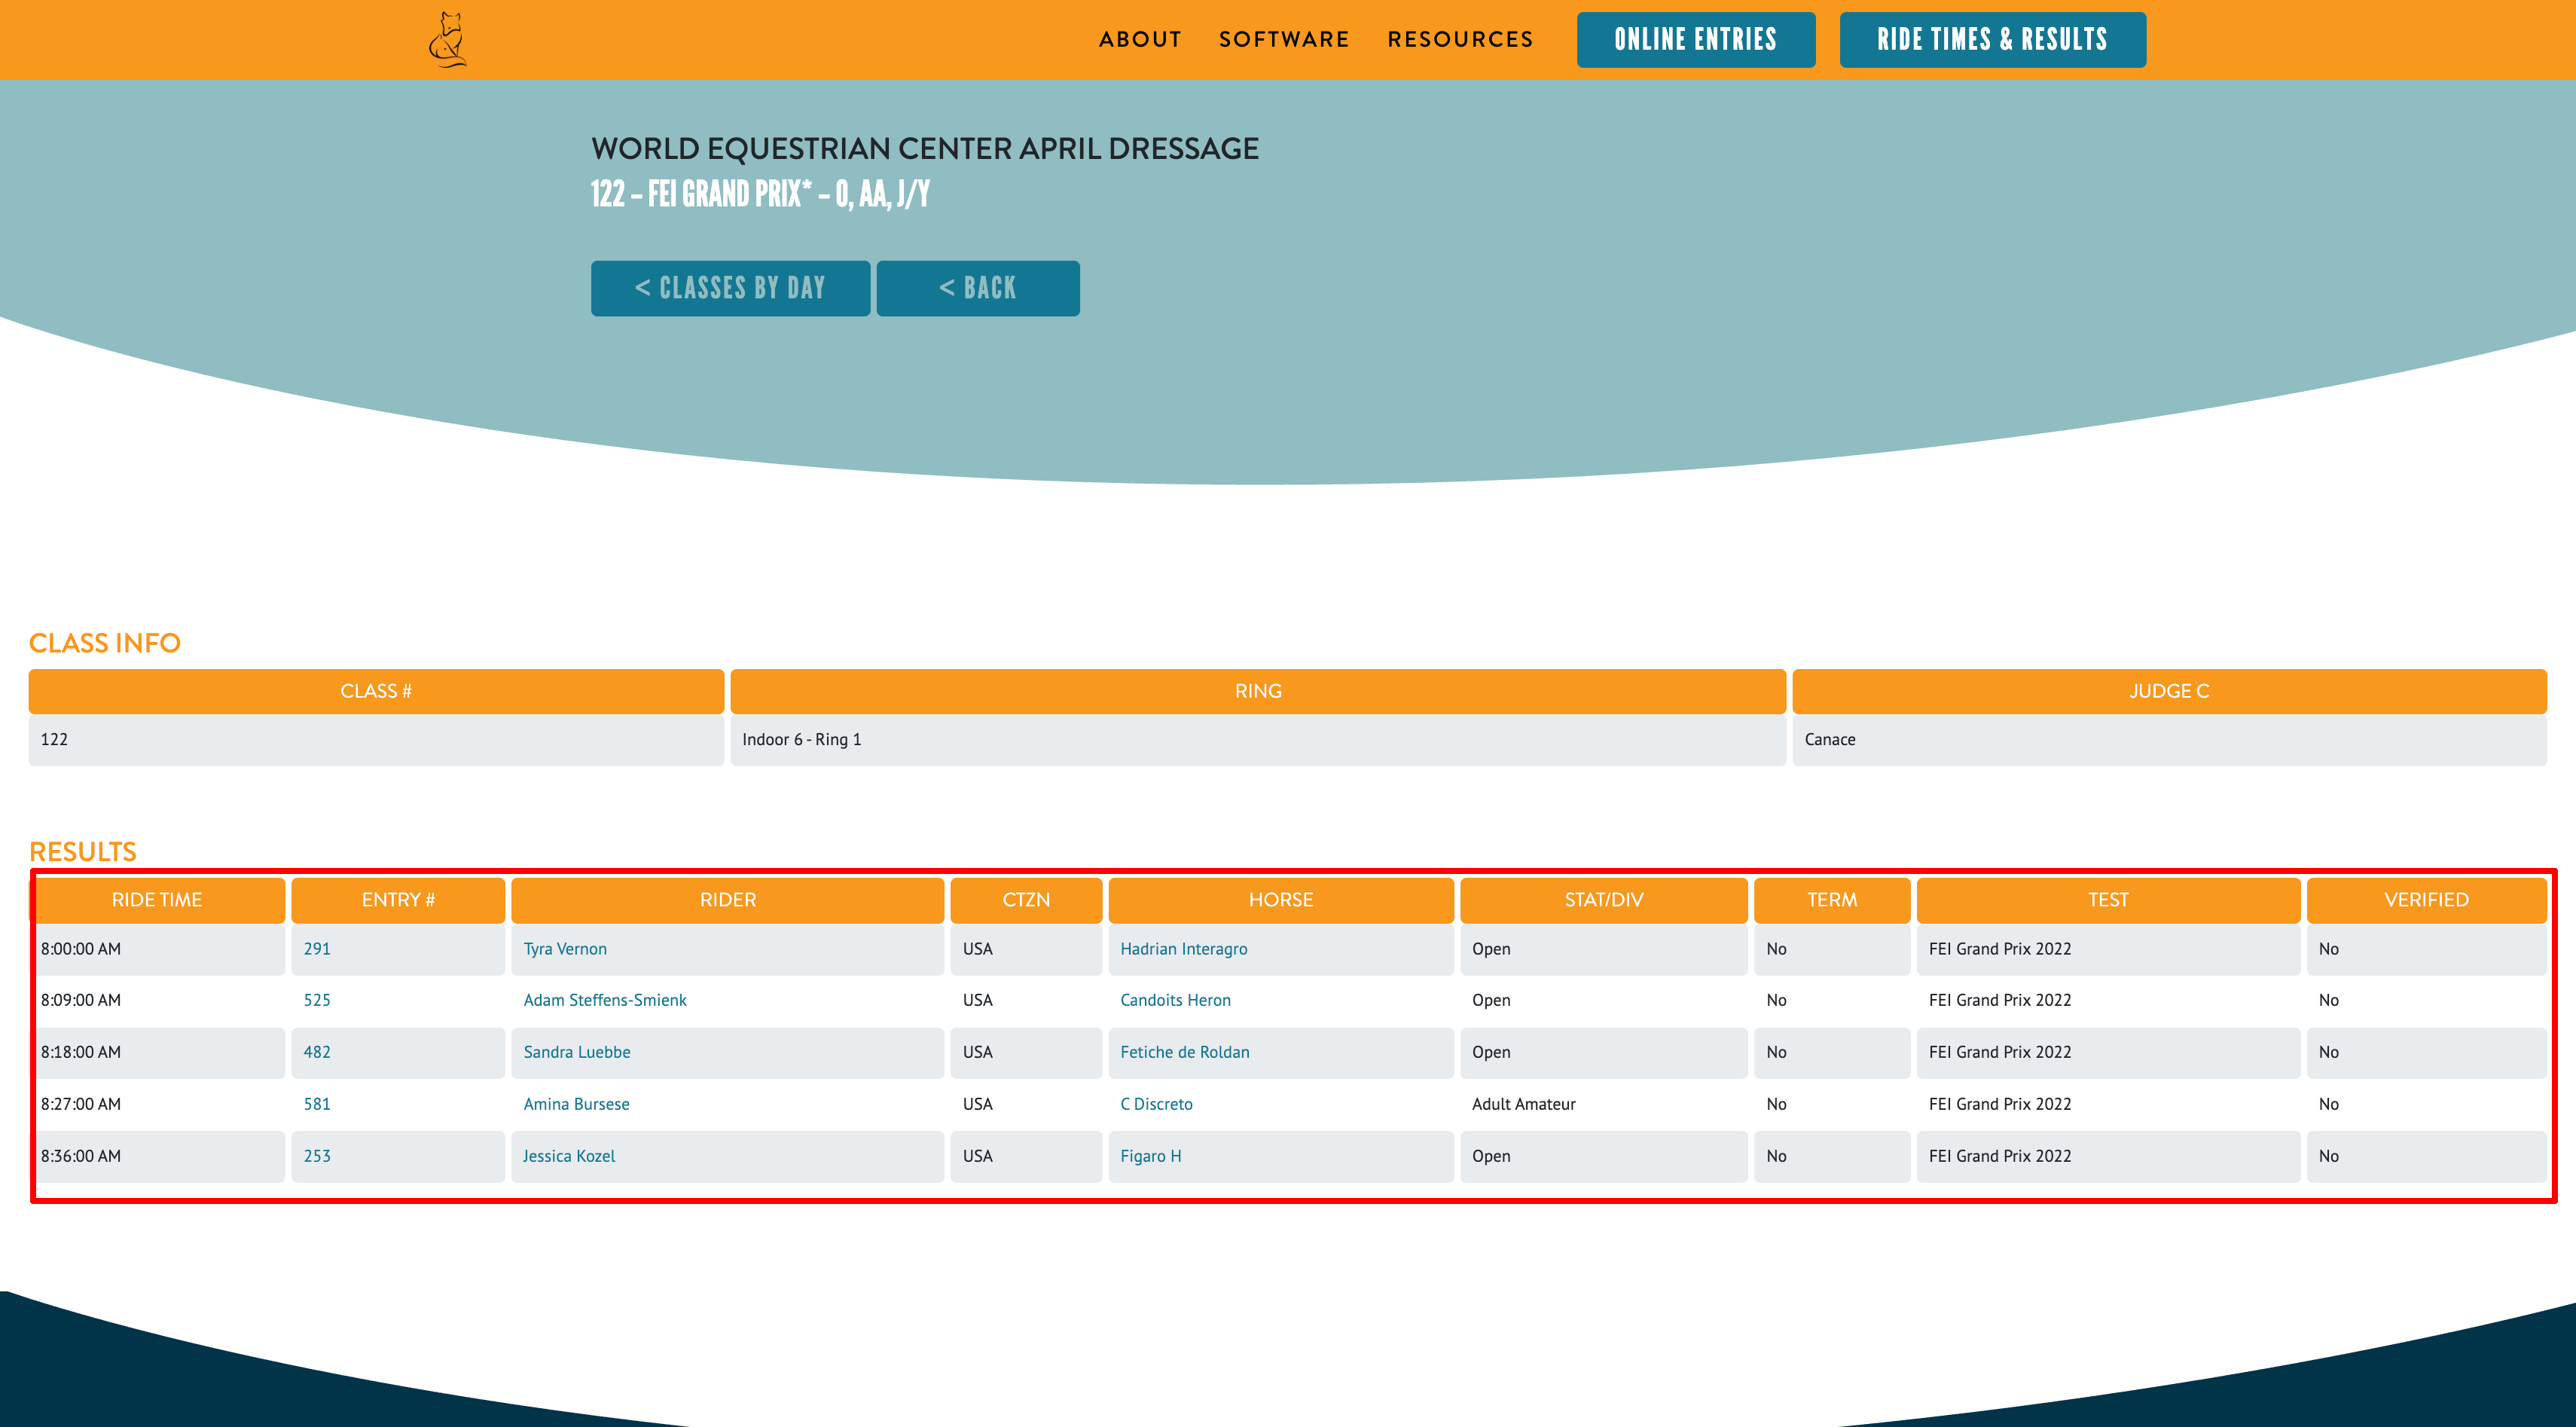 ABOUT SOFTWARE RESOURCES ONLINE ENTRIES RIDE TIMES & RESULTS
WORLD EQUESTRIAN CENTER APRIL DRESSAGE
122 – FEI GRAND PRIX* – O, AA, J/Y
< CLASSES BY DAY < BACK
CLASS INFO
CLASS # RING JUDGE C
122 Indoor 6 - Ring 1 Canace
RESULTS
RIDE TIME ENTRY # RIDER CTZN HORSE STAT/DIV TERM TEST VERIFIED
8:00:00 AM 291 Tyra Vernon USA Hadrian Interagro Open No FEI Grand Prix 2022 No
8:09:00 AM 525 Adam Steffens-Smienk USA Candoits Heron Open No FEI Grand Prix 2022 No
8:18:00 AM 482 Sandra Luebbe USA Fetiche de Roldan Open No FEI Grand Prix 2022 No
8:27:00 AM 581 Amina Bursese USA C Discreto Adult Amateur No FEI Grand Prix 2022 No
8:36:00 AM 253 Jessica Kozel USA Figaro H Open No FEI Grand Prix 2022 No